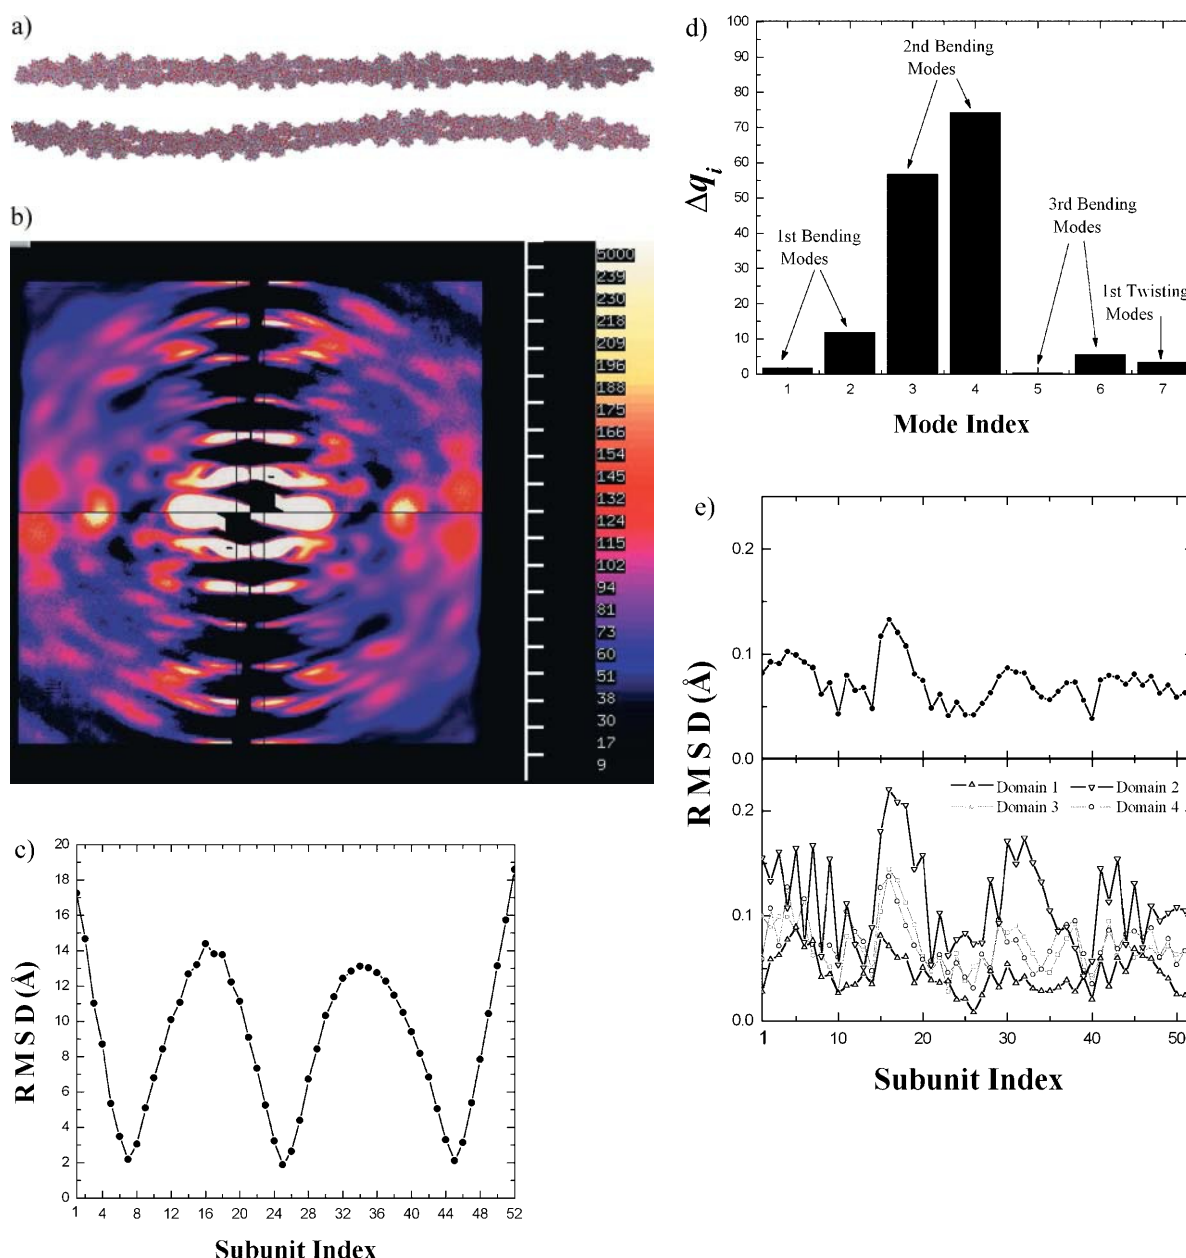 a)
b)
5000
239
230
218
209
196
188
175
166
154
145
132
124
115
102
94
81
73
60
51
38
30
17
9
c)
20
18
16
14
12
10
8
6
4
2
0
RMSD (Å)
1 4 8 12 16 20 24 28 32 36 40 44 48 52
Subunit Index
d)
100
90
80
70
60
50
40
30
20
10
0
Δqi
2nd Bending
Modes
1st Bending
Modes
3rd Bending
Modes
1st Twisting
Modes
1 2 3 4 5 6 7
Mode Index
e)
0.2
0.1
0.0
RMSD (Å)
Domain 1 Domain 2
Domain 3 Domain 4
0.2
0.1
0.0
1 10 20 30 40 50
Subunit Index